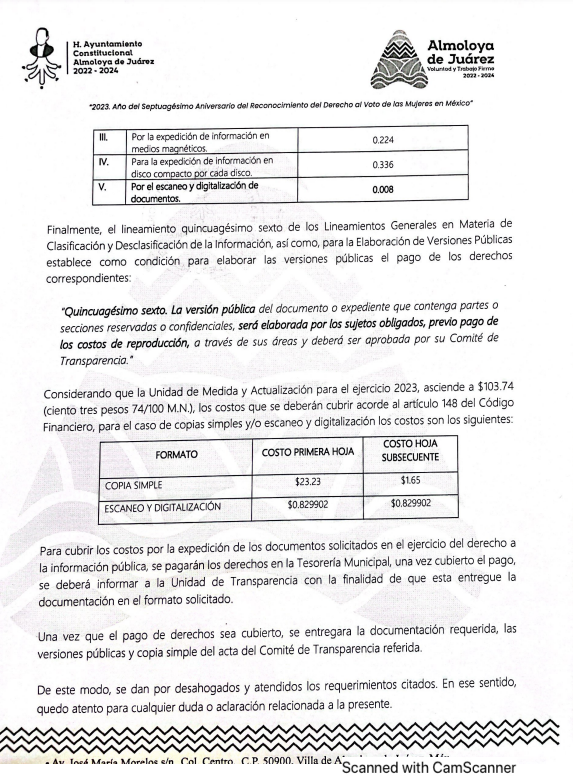 H. Ayuntamiento
Constitucional
Almoloya de Juárez
2022 - 2024
Almoloya
de Juárez
Voluntad y Trabajo Firme
2022 - 2024
"2023. Año del Septuagésimo Aniversario del Reconocimiento del Derecho al Voto de las Mujeres en México"
III. Por la expedición de información en medios magnéticos. 0.224
IV. Para la expedición de información en disco compacto por cada disco. 0.336
V. Por el escaneo y digitalización de documentos. 0.008
Finalmente, el lineamiento quincuagésimo sexto de los Lineamientos Generales en Materia de
Clasificación y Desclasificación de la Información, así como, para la Elaboración de Versiones Públicas
establece como condición para elaborar las versiones públicas el pago de los derechos
correspondientes:
"Quincuagésimo sexto. La versión pública del documento o expediente que contenga partes o
secciones reservadas o confidenciales, será elaborada por los sujetos obligados, previo pago de
los costos de reproducción, a través de sus áreas y deberá ser aprobada por su Comité de
Transparencia."
Considerando que la Unidad de Medida y Actualización para el ejercicio 2023, asciende a $103.74
(ciento tres pesos 74/100 M.N.), los costos que se deberán cubrir acorde al artículo 148 del Código
Financiero, para el caso de copias simples y/o escaneo y digitalización los costos son los siguientes:
FORMATO COSTO PRIMERA HOJA COSTO HOJA SUBSECUENTE
COPIA SIMPLE $23.23 $1.65
ESCANEO Y DIGITALIZACIÓN $0.829902 $0.829902
Para cubrir los costos por la expedición de los documentos solicitados en el ejercicio del derecho a
la información pública, se pagarán los derechos en la Tesorería Municipal, una vez cubierto el pago,
se deberá informar a la Unidad de Transparencia con la finalidad de que esta entregue la
documentación en el formato solicitado.
Una vez que el pago de derechos sea cubierto, se entregara la documentación requerida, las
versiones públicas y copia simple del acta del Comité de Transparencia referida.
De este modo, se dan por desahogados y atendidos los requerimientos citados. En ese sentido,
quedo atento para cualquier duda o aclaración relacionada a la presente.
Av. José María Morelos s/n, Col. Centro, C.P. 50900, Villa de
Scanned with CamScanner